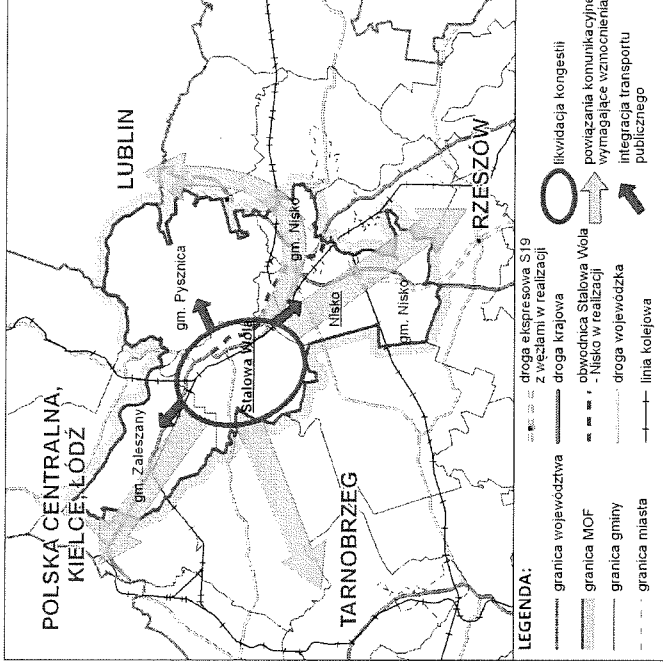 POLSKA CENTRALNA,
KIELCE, ŁÓDŹ
LUBLIN
gm. Zaleszany
gm. Pysznica
Stalowa Wola
gm. Nisko
Nisko
gm. Nisko
TARNOBRZEG
RZESZÓW
LEGENDA:
granica województwa
granica MOF
granica gminy
granica miasta
droga ekspresowa S19
z węzłami w realizacji
droga krajowa
obwodnica Stalowa Wola
- Nisko w realizacji
droga wojewódzka
linia kolejowa
likwidacja kongestii
powiązania komunikacyjne
wymagające wzmocnienia
integracja transportu
publicznego